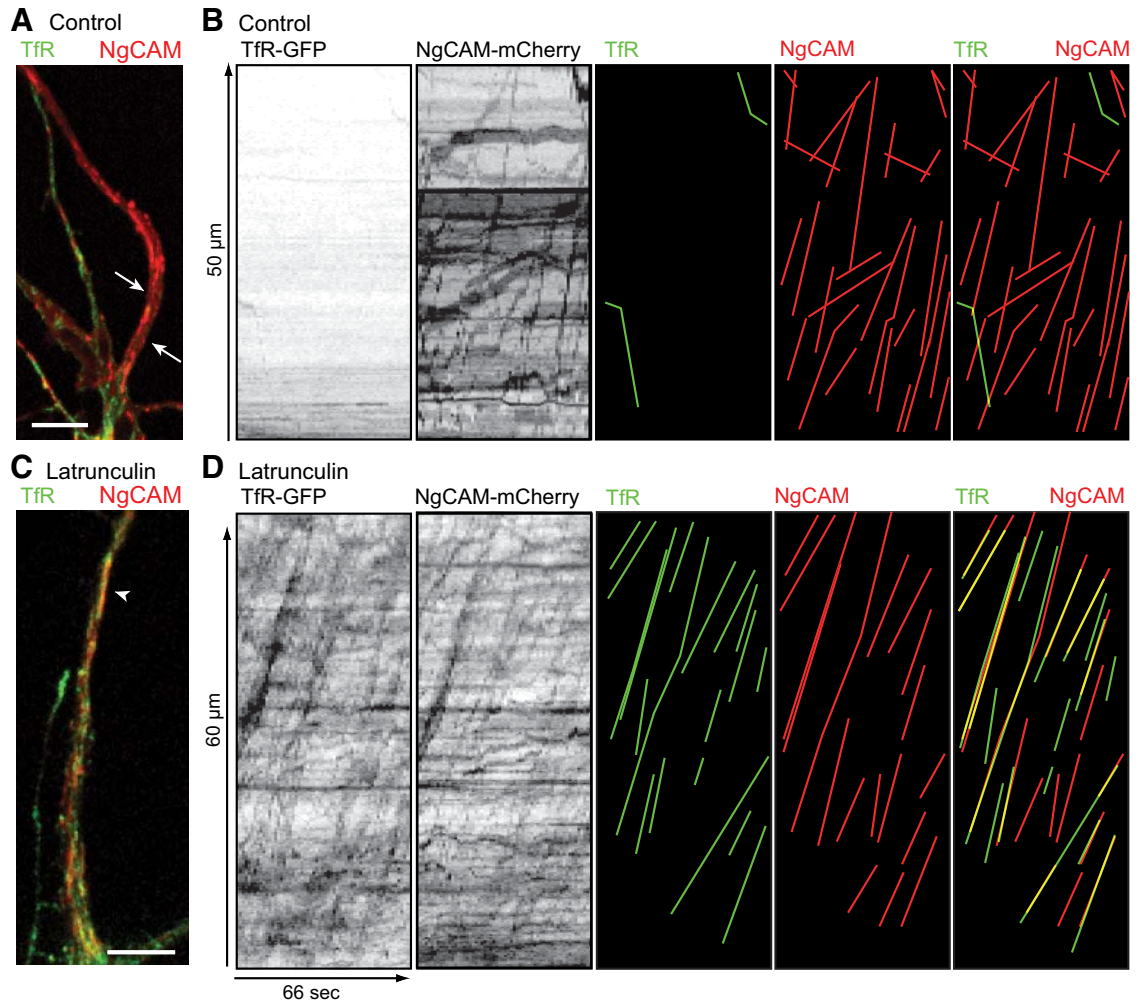 A Control
TfR NgCAM
B Control
TfR-GFP NgCAM-mCherry TfR NgCAM TfR NgCAM
50 µm
C Latrunculin
TfR NgCAM
D Latrunculin
TfR-GFP NgCAM-mCherry TfR NgCAM TfR NgCAM
60 µm
66 sec